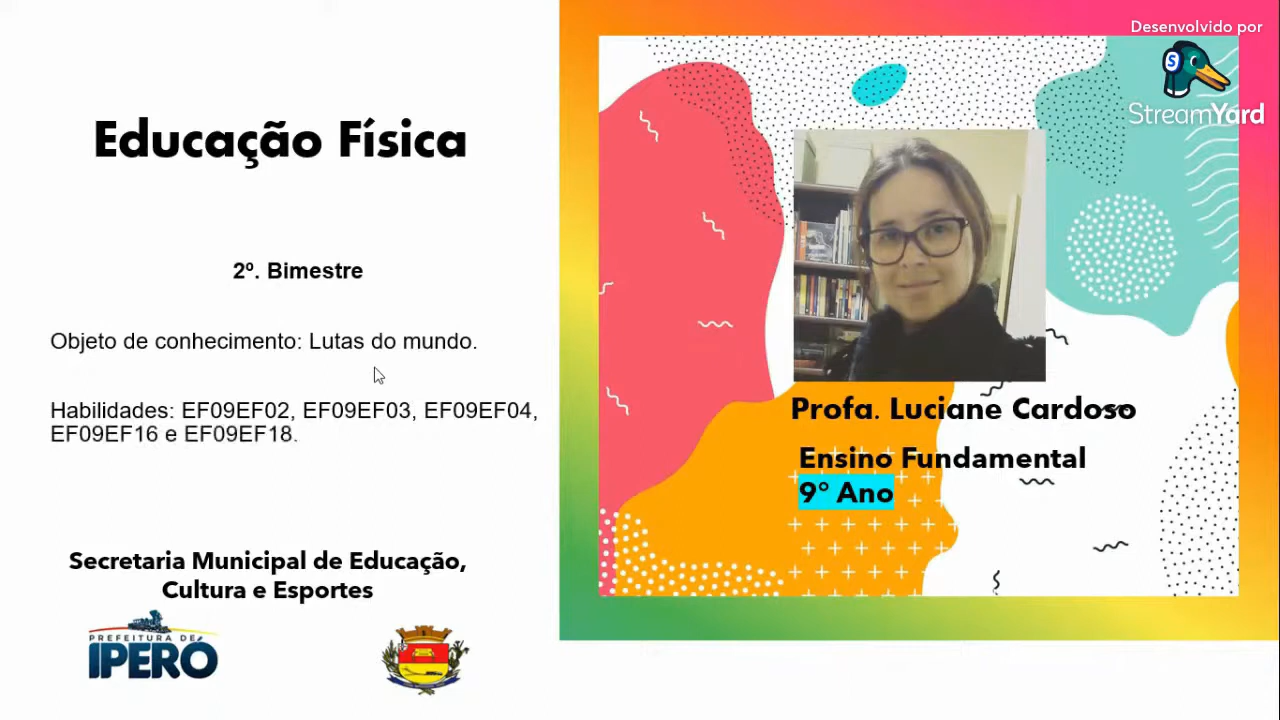 Educação Física
2º. Bimestre
Objeto de conhecimento: Lutas do mundo.
Habilidades: EF09EF02, EF09EF03, EF09EF04,
EF09EF16 e EF09EF18.
Secretaria Municipal de Educação,
Cultura e Esportes
PREFEITURA DE
IPERÓ
Desenvolvido por
S
StreamYard
Profa. Luciane Cardoso
Ensino Fundamental
9° Ano